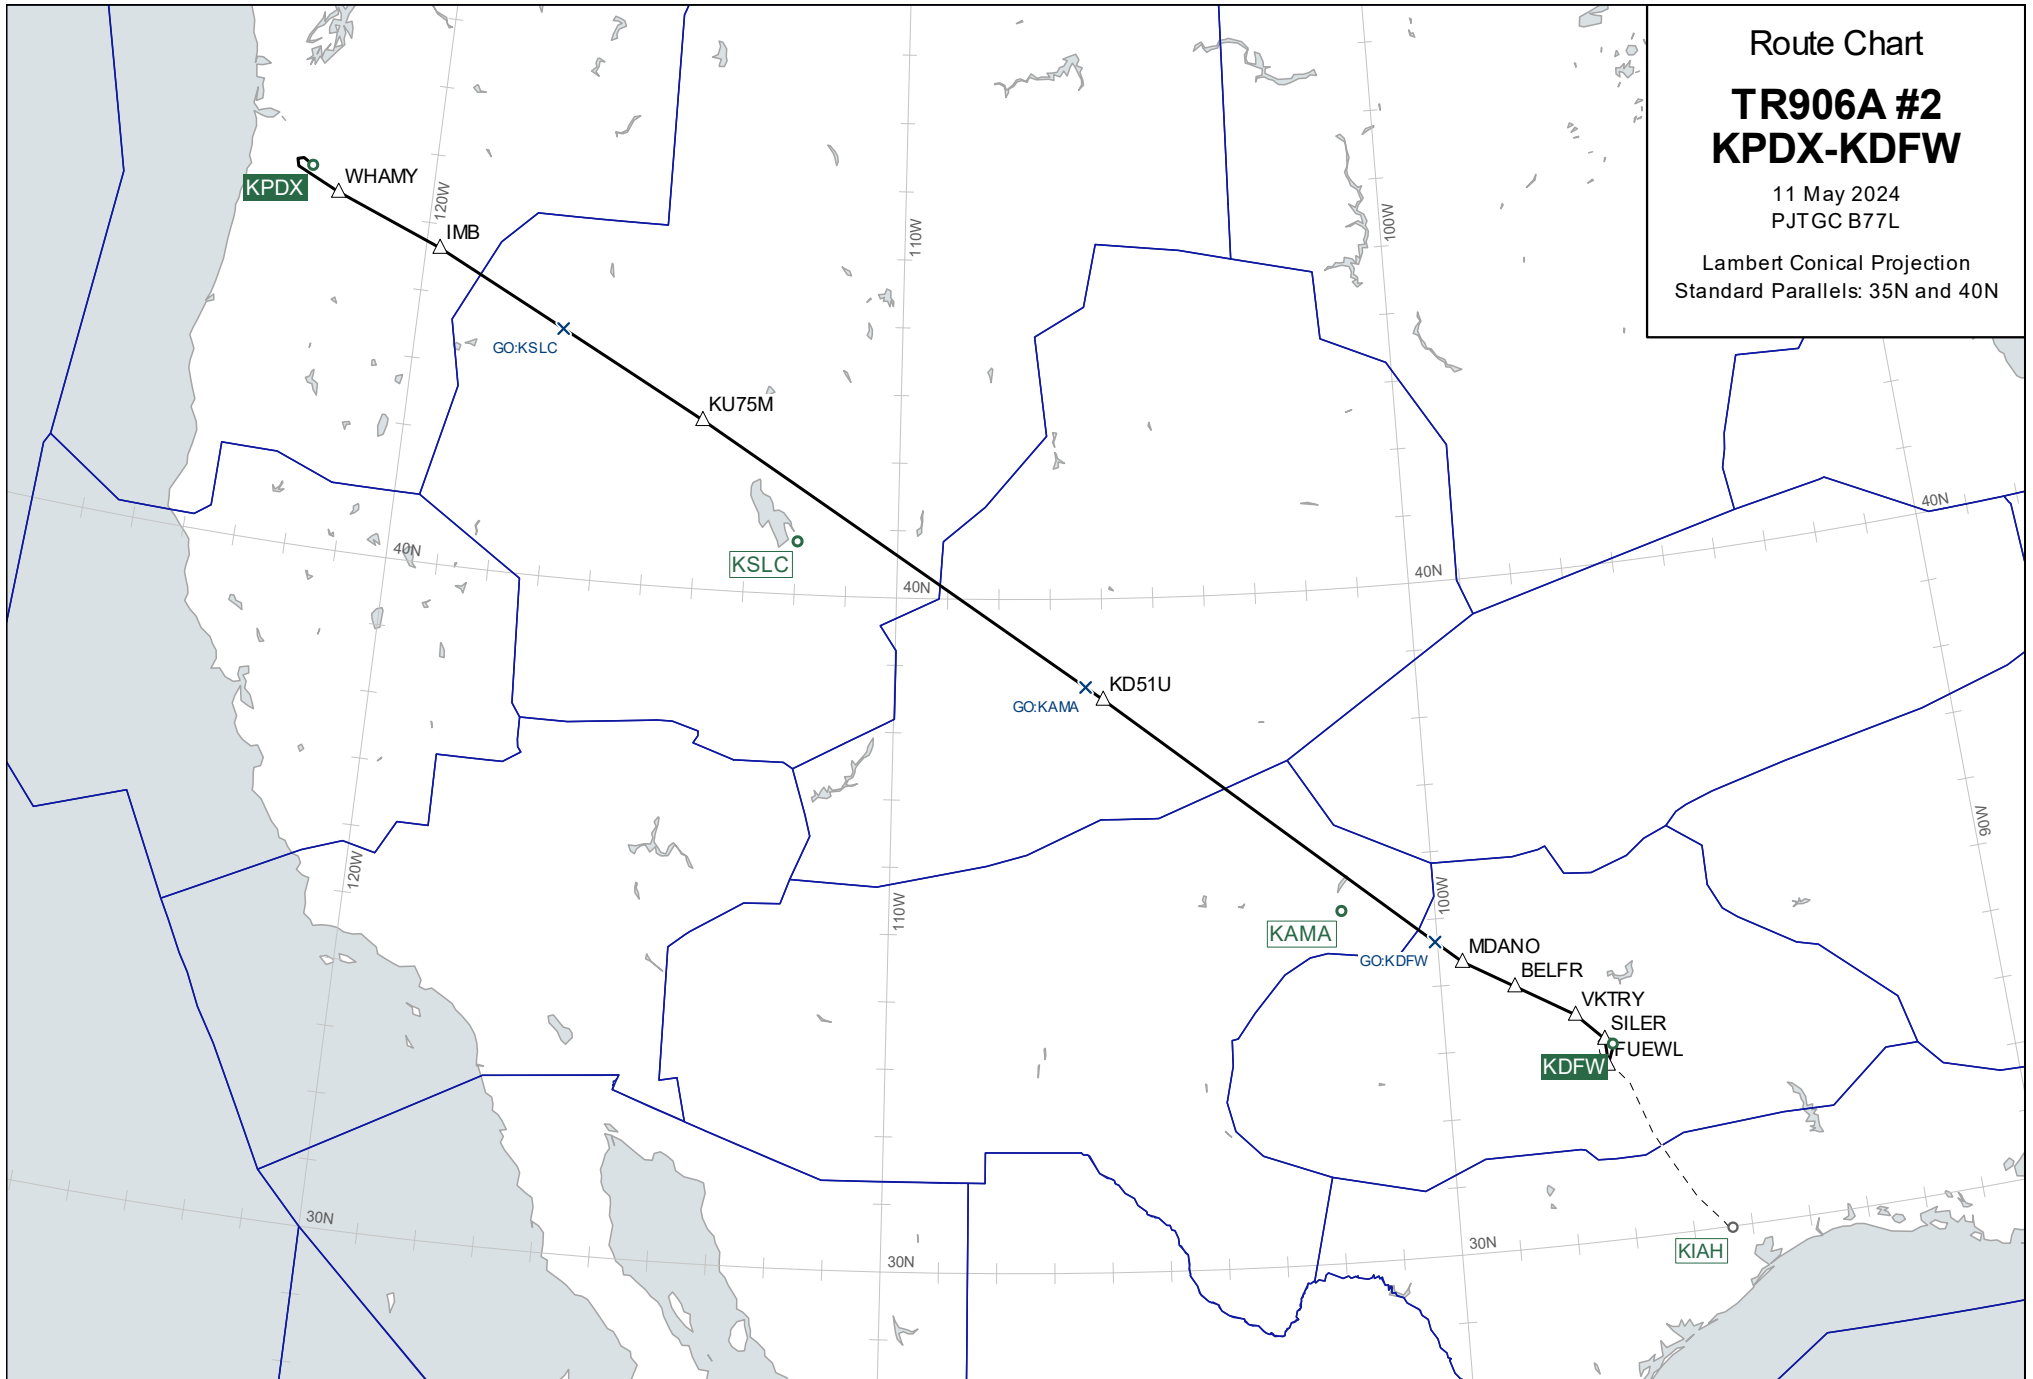 Route Chart
TR906A #2
KPDX-KDFW
11 May 2024
PJTGC B77L
Lambert Conical Projection
Standard Parallels: 35N and 40N
KPDX
WHAMY
120W
IMB
110W
100W
GO:KSLC
KU75M
KSLC
40N
40N
40N
40N
KD51U
GO:KAMA
90W
120W
110W
100W
KAMA
GO:KDFW
MDANO
BELFR
VKTRY
SILER
FUEWL
KDFW
30N
30N
30N
KIAH